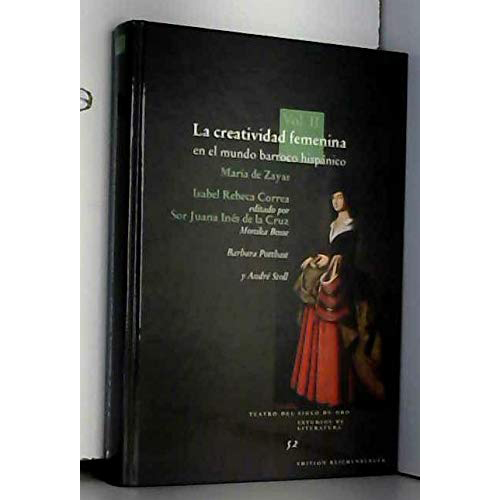 Vol. II
La creatividad femenina
en el mundo barroco hispánico
María de Zayas
Isabel Rebeca Correa
editado por
Sor Juana Inés de la Cruz
Monika Bosse
Barbara Potthast
y André Stoll
TEATRO DEL SIGLO DE ORO
ESTUDIOS DE
LITERATURA
52
EDITION REICHENBERGER